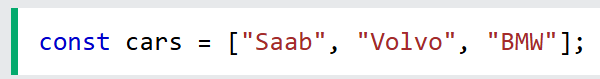 const cars = ["Saab", "Volvo", "BMW"];